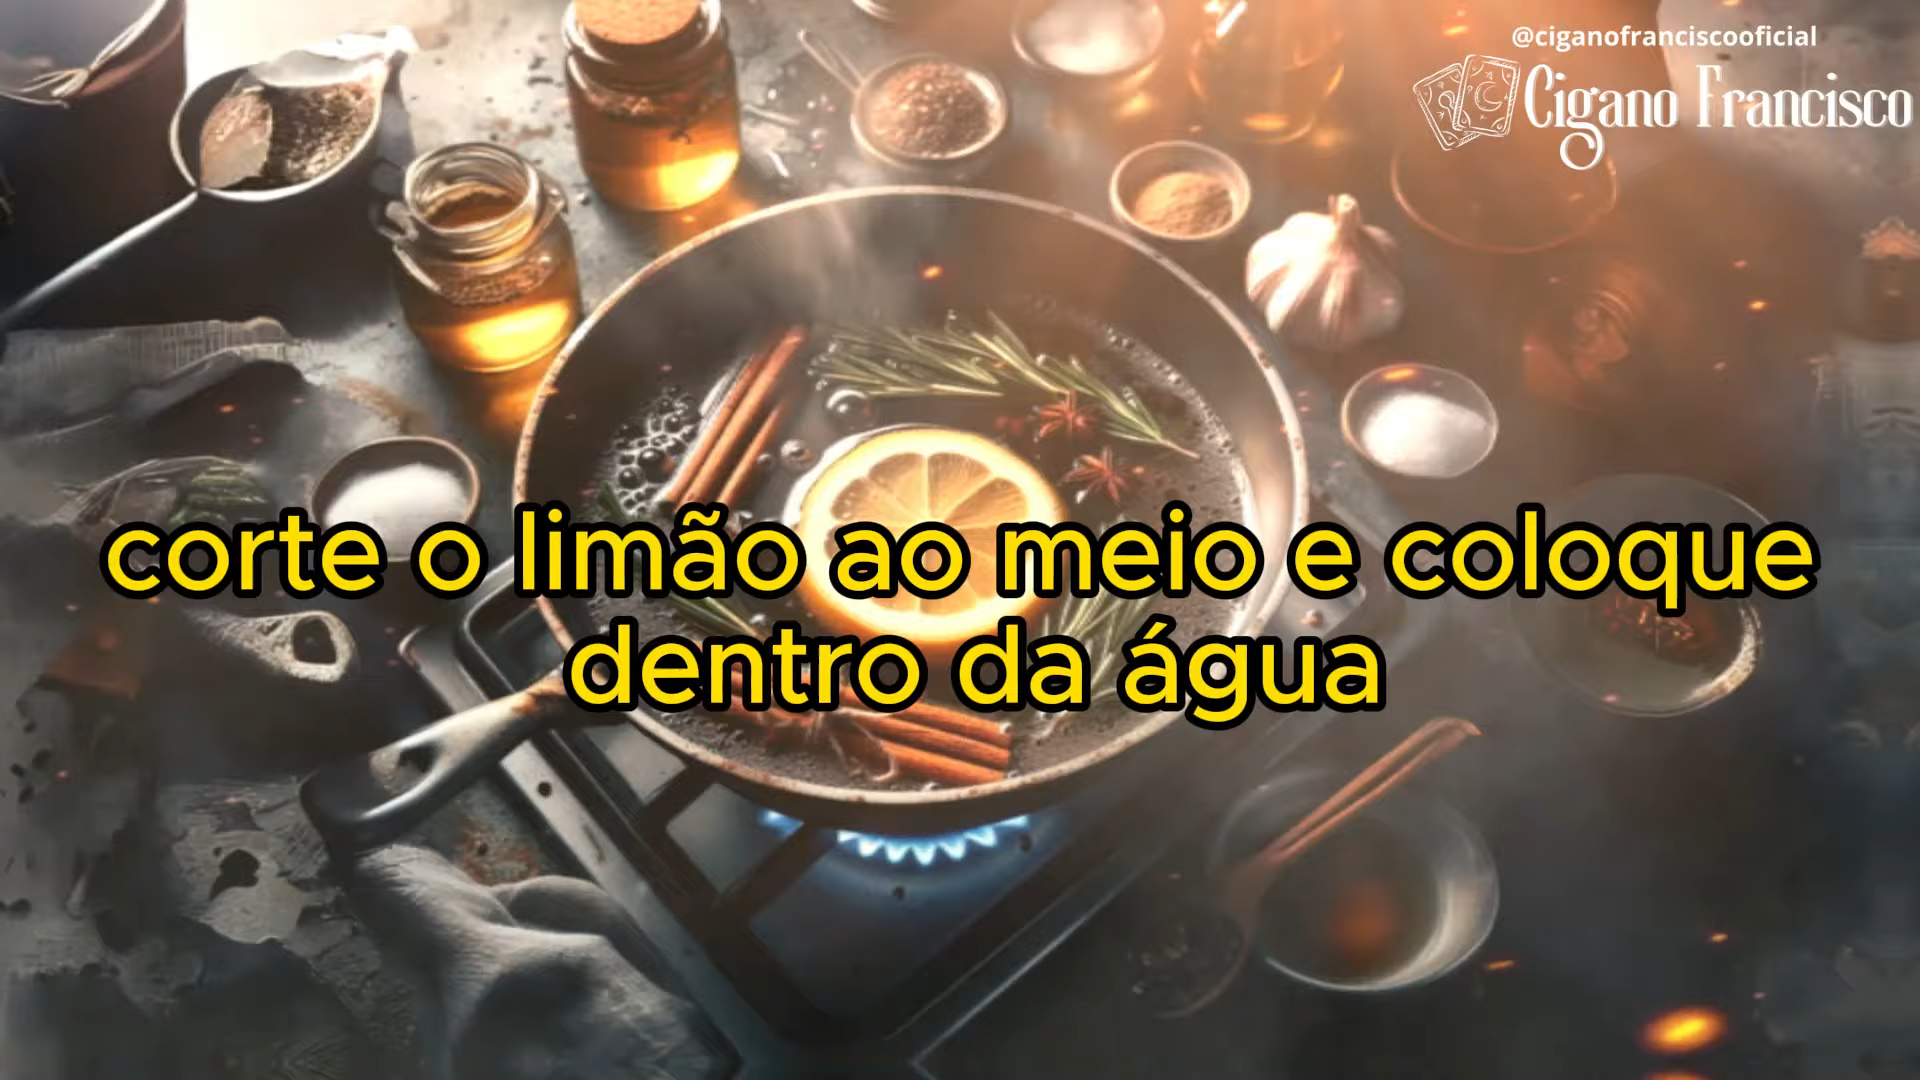 @ciganofranciscooficial
Cigano Francisco
corte o limão ao meio e coloque
dentro da água